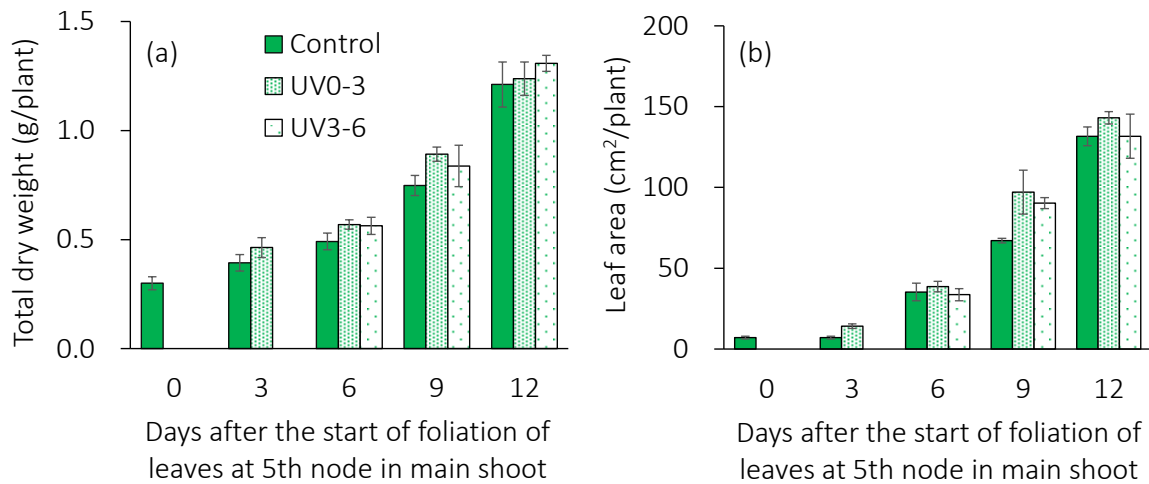 (a)
Control
UV0-3
UV3-6
Total dry weight (g/plant)
1.5
1.0
0.5
0.0
0 3 6 9 12
Days after the start of foliation of
leaves at 5th node in main shoot
(b)
Leaf area (cm²/plant)
200
150
100
50
0
0 3 6 9 12
Days after the start of foliation of
leaves at 5th node in main shoot